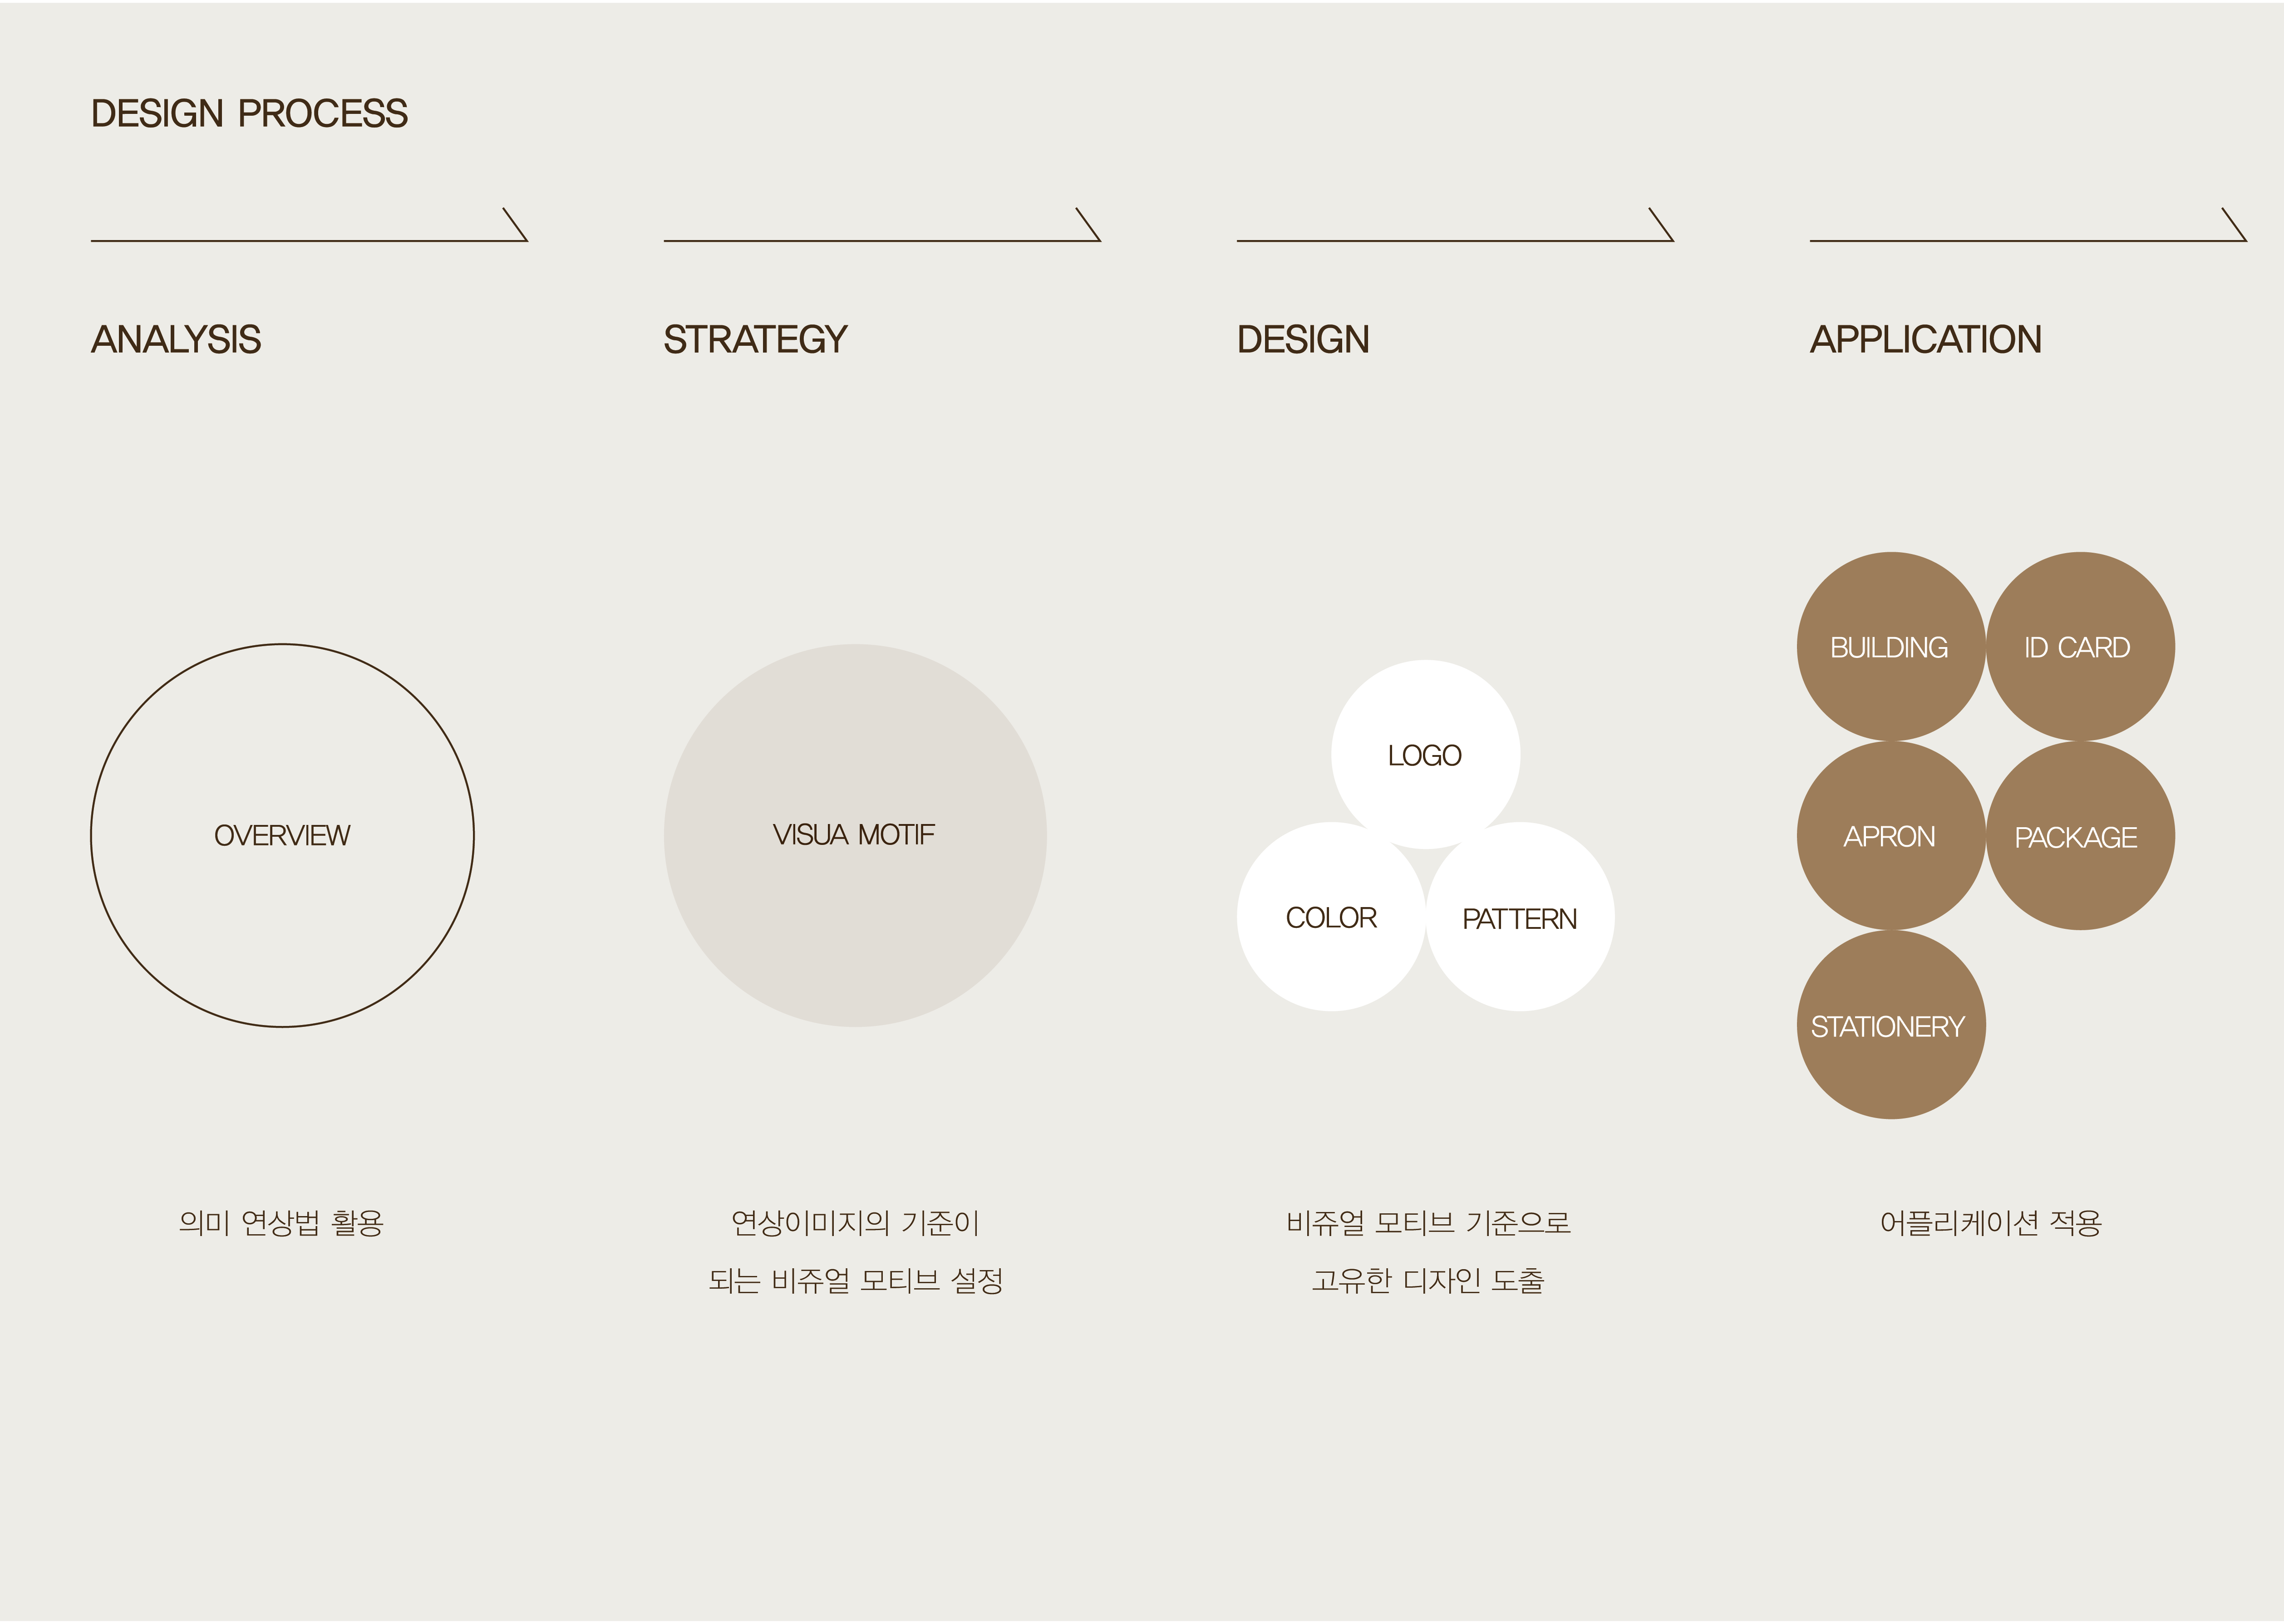 DESIGN PROCESS
ANALYSIS
STRATEGY
DESIGN
APPLICATION
OVERVIEW
VISUA MOTIF
LOGO
COLOR
PATTERN
BUILDING
ID CARD
APRON
PACKAGE
STATIONERY
의미 연상법 활용
연상이미지의 기준이
되는 비쥬얼 모티브 설정
비쥬얼 모티브 기준으로
고유한 디자인 도출
어플리케이션 적용